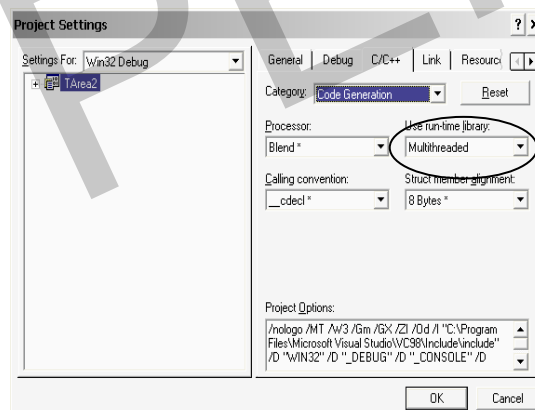 Project Settings
Settings For: Win32 Debug
TArea2
General Debug C/C++ Link Resourc
Category: Code Generation Reset
Processor: Use run-time library:
Blend * Multithreaded
Calling convention: Struct member alignment:
__cdecl * 8 Bytes *
Project Options:
/nologo /MT /W3 /Gm /GX /ZI /Od /I "C:\Program
Files\Microsoft Visual Studio\VC98\Include\include"
/D "WIN32" /D "_DEBUG" /D "_CONSOLE" /D
OK Cancel